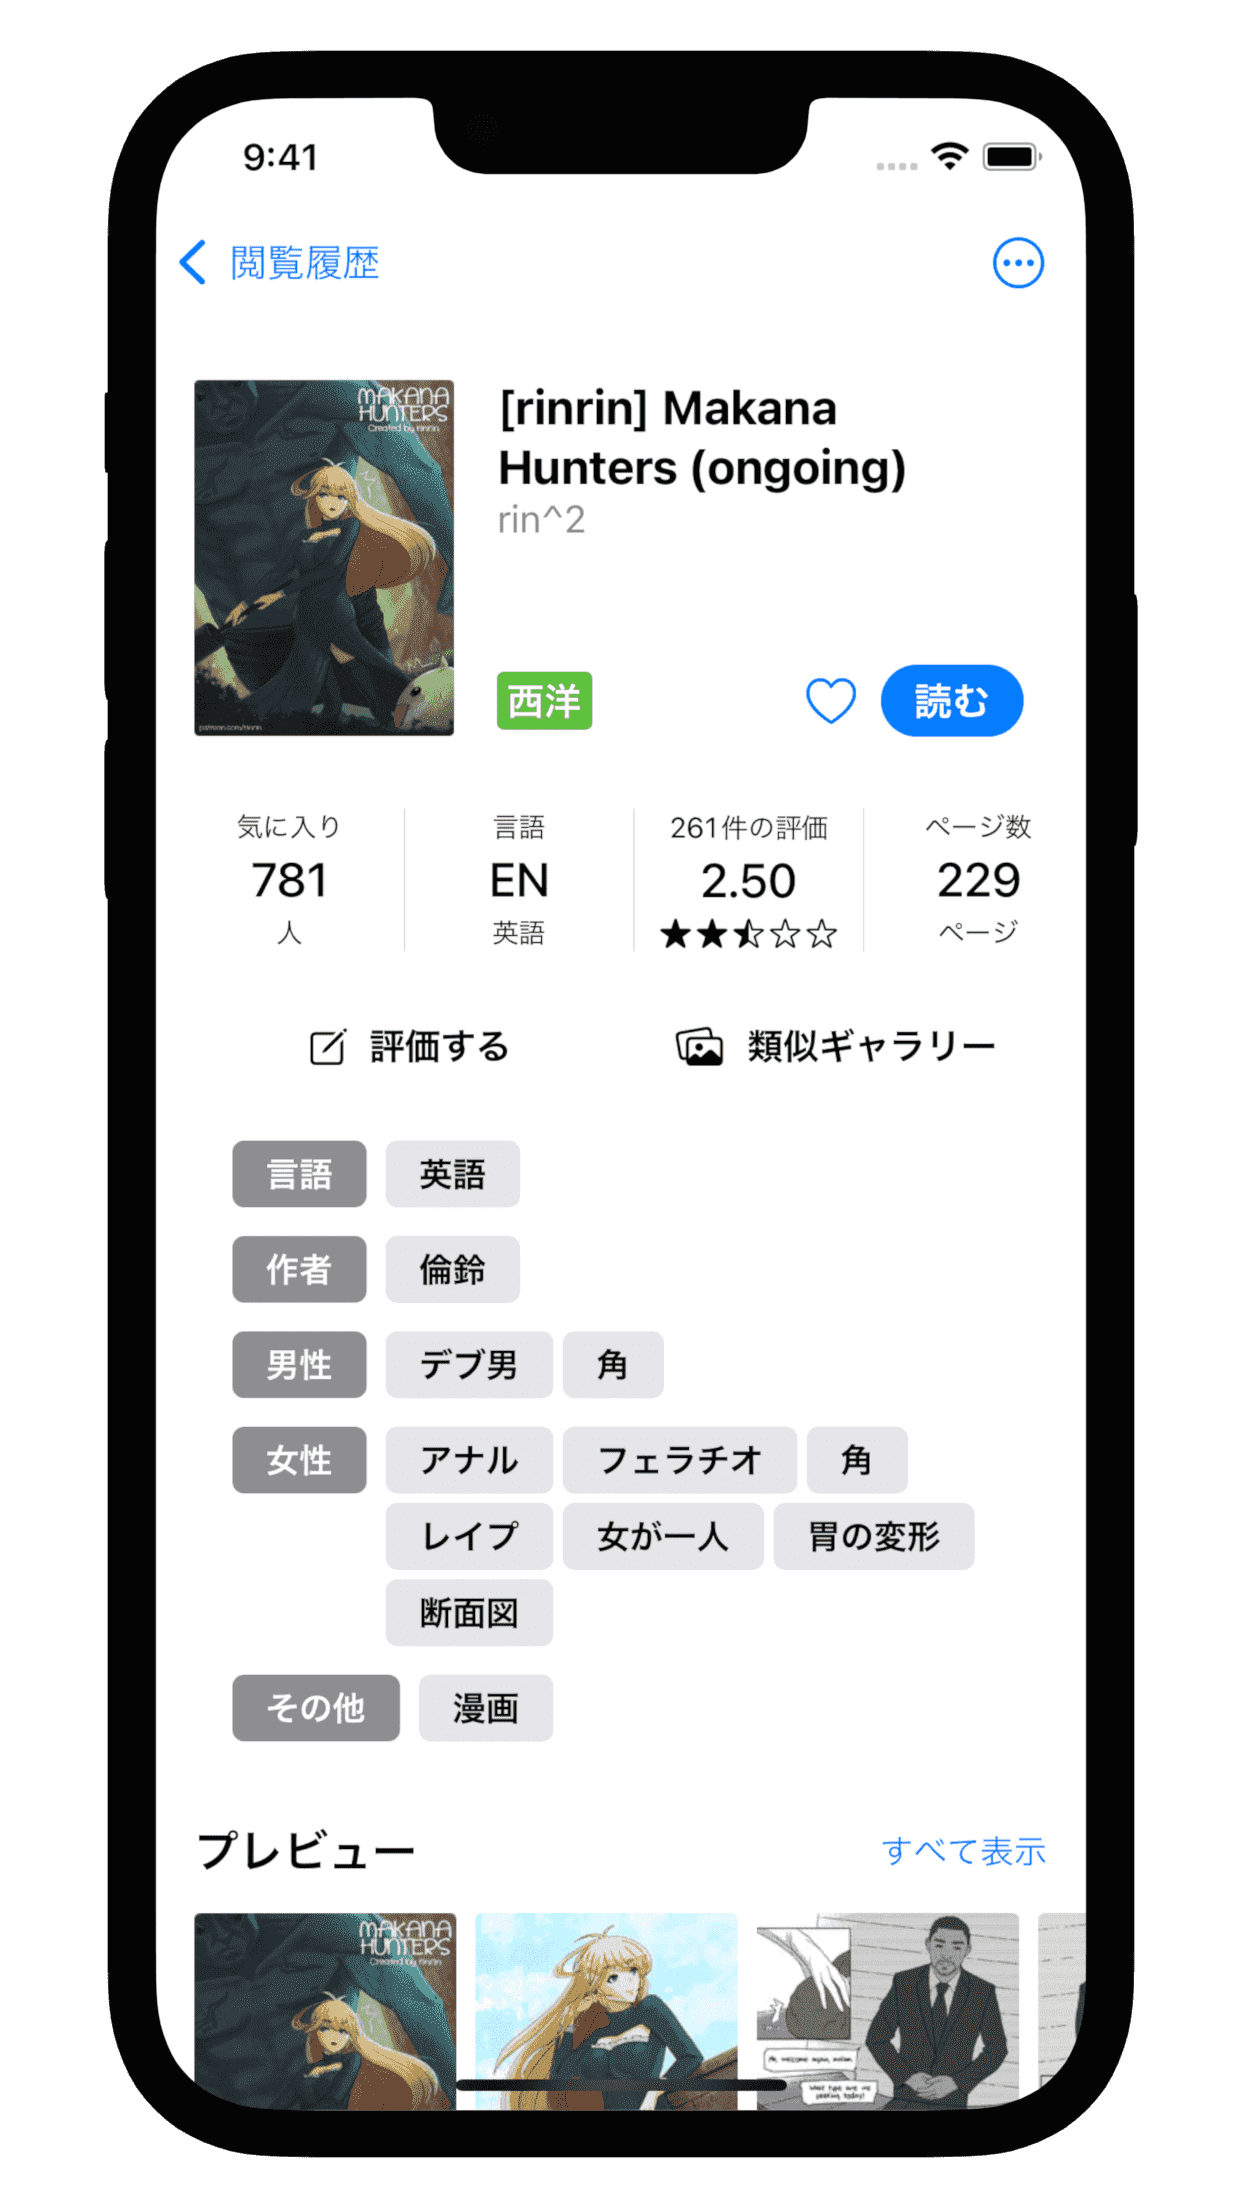 9:41
閲覧履歴
MAKANA
HUNTERS
Created by rinrin
patreon.com/rinrin
[rinrin] Makana
Hunters (ongoing)
rin^2
西洋
読む
気に入り
781
人
言語
EN
英語
261件の評価
2.50
ページ数
229
ページ
評価する
類似ギャラリー
言語 英語
作者 倫鈴
男性 デブ男 角
女性 アナル フェラチオ 角
レイプ 女が一人 胃の変形
断面図
その他 漫画
プレビュー
すべて表示
MAKANA
HUNTERS
Created by rinrin